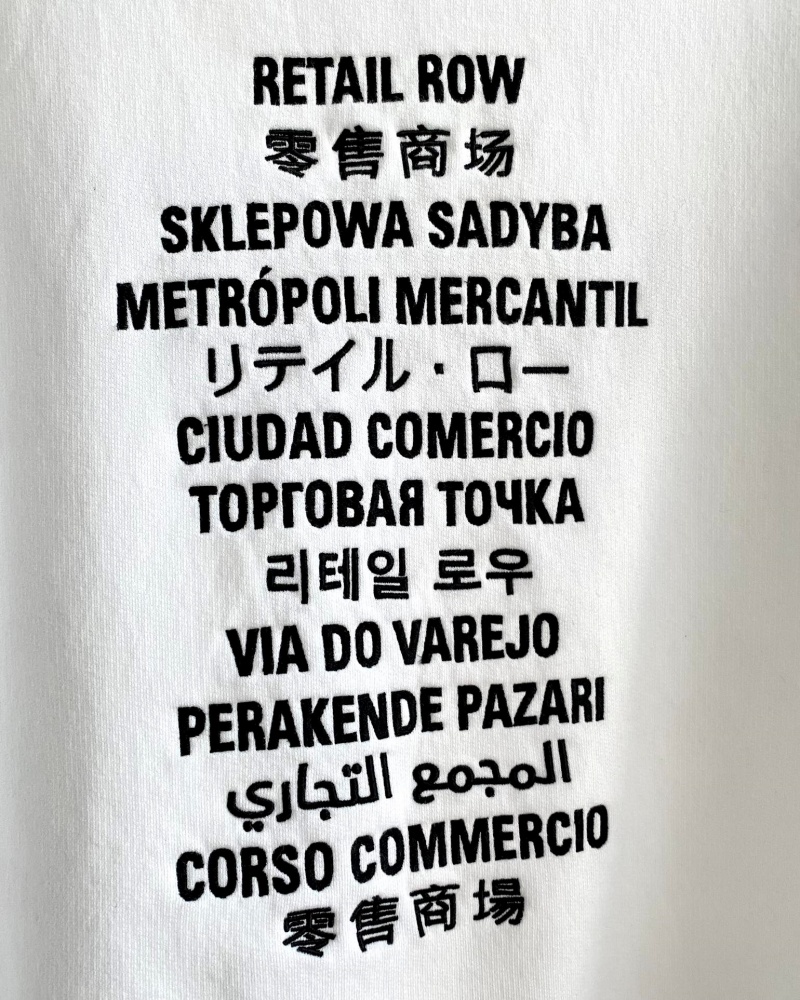 RETAIL ROW
零售商场
SKLEPOWA SADYBA
METRÓPOLI MERCANTIL
リテイル・ロー
CIUDAD COMERCIO
ТОРГОВАЯ ТОЧКА
리테일 로우
VIA DO VAREJO
PERAKENDE PAZARI
المجمع التجاري
CORSO COMMERCIO
零售商場